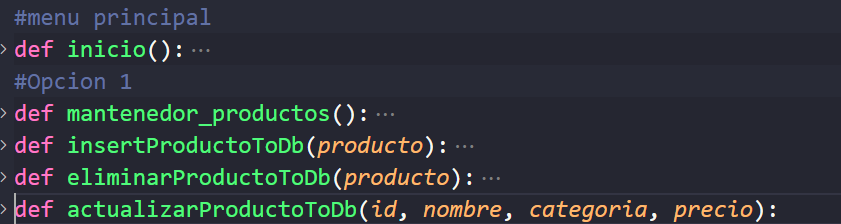 #menu principal
def inicio():···
#Opcion 1
def mantenedor_productos():···
def insertProductoToDb(producto):···
def eliminarProductoToDb(producto):···
def actualizarProductoToDb(id, nombre, categoria, precio):